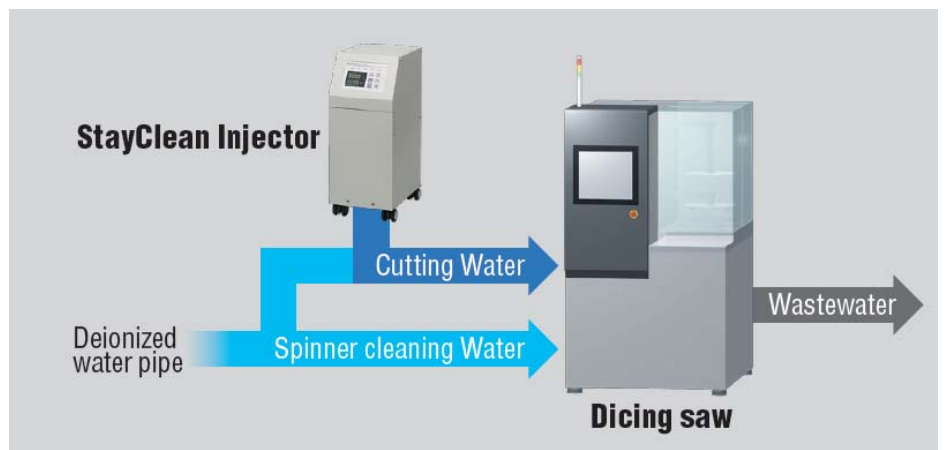 StayClean Injector
Cutting Water
Deionized
water pipe
Spinner cleaning Water
Wastewater
Dicing saw